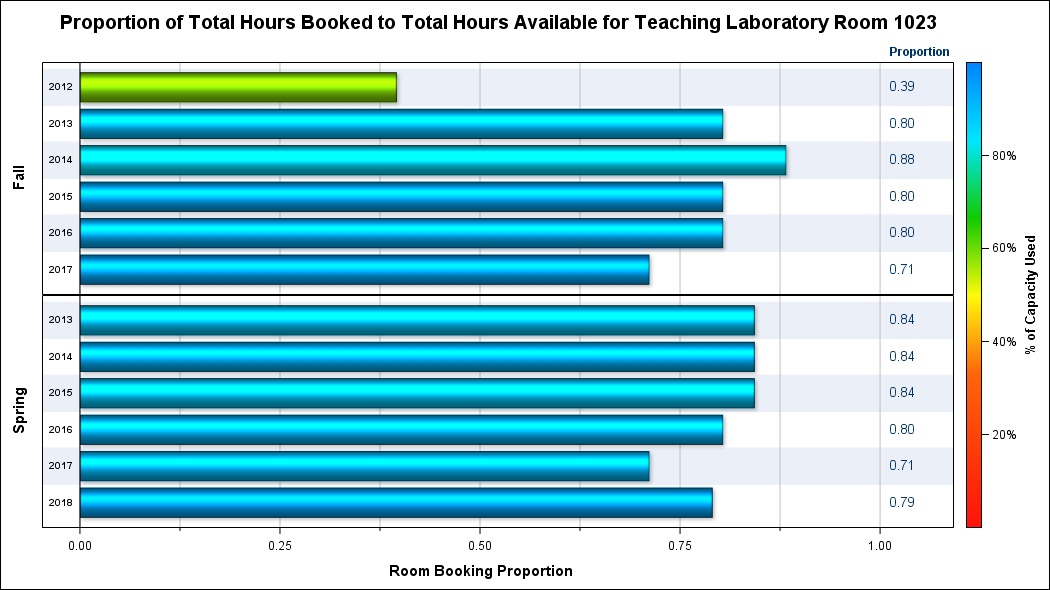 Proportion of Total Hours Booked to Total Hours Available for Teaching Laboratory Room 1023
Proportion
Fall
2012 0.39
2013 0.80
2014 0.88
2015 0.80
2016 0.80
2017 0.71
Spring
2013 0.84
2014 0.84
2015 0.84
2016 0.80
2017 0.71
2018 0.79
0.00 0.25 0.50 0.75 1.00
Room Booking Proportion
80%
60%
40%
20%
% of Capacity Used